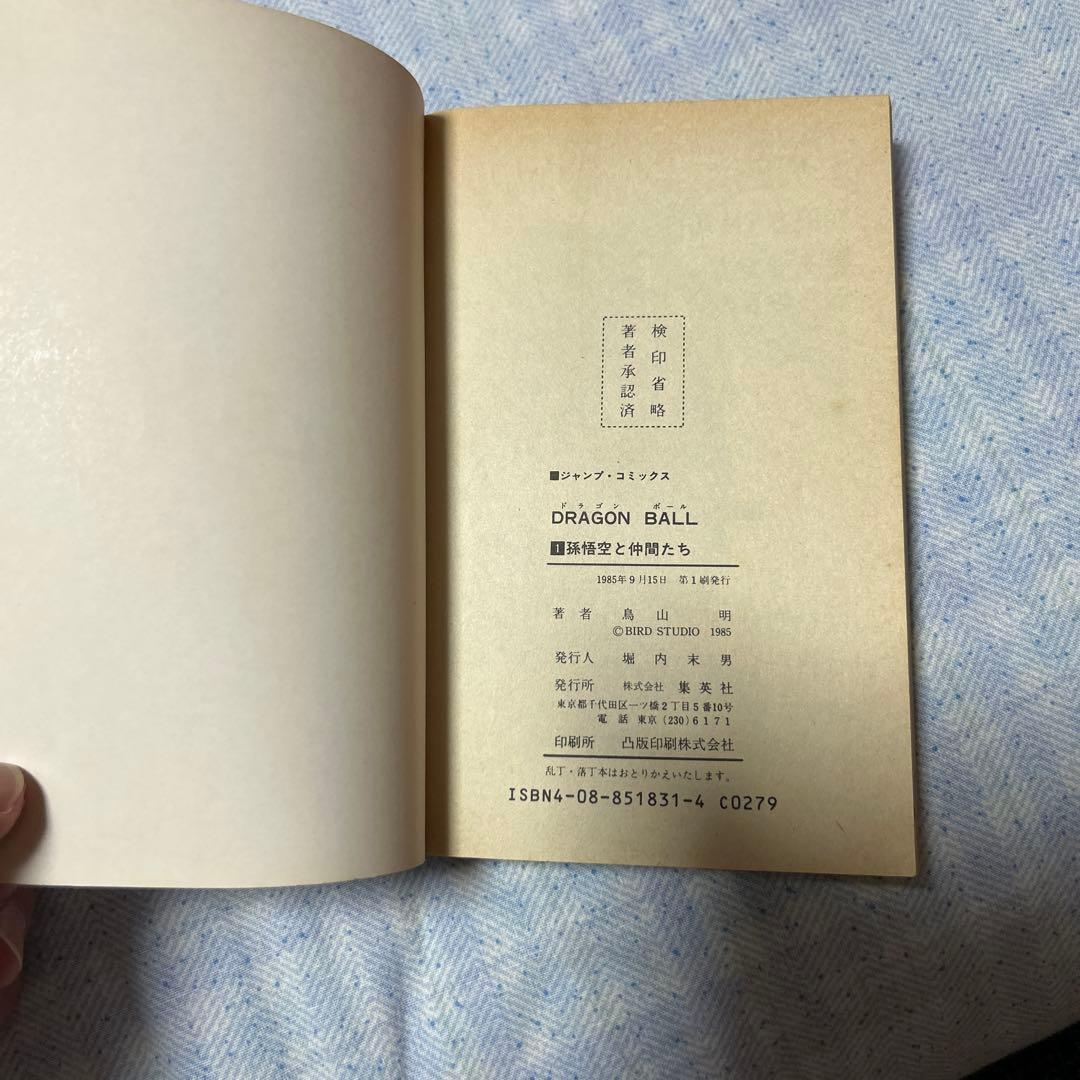 検印省略
著者承認済
■ジャンプ・コミックス
ドラゴン ボール
DRAGON BALL
1孫悟空と仲間たち
1985年9月15日 第1刷発行
著者 鳥山 明
©BIRD STUDIO 1985
発行人 堀内末男
発行所 株式会社 集英社
東京都千代田区一ツ橋2丁目5番10号
電話 東京 (230) 6171
印刷所 凸版印刷株式会社
乱丁・落丁本はおとりかえいたします。
ISBN4-08-851831-4 C0279